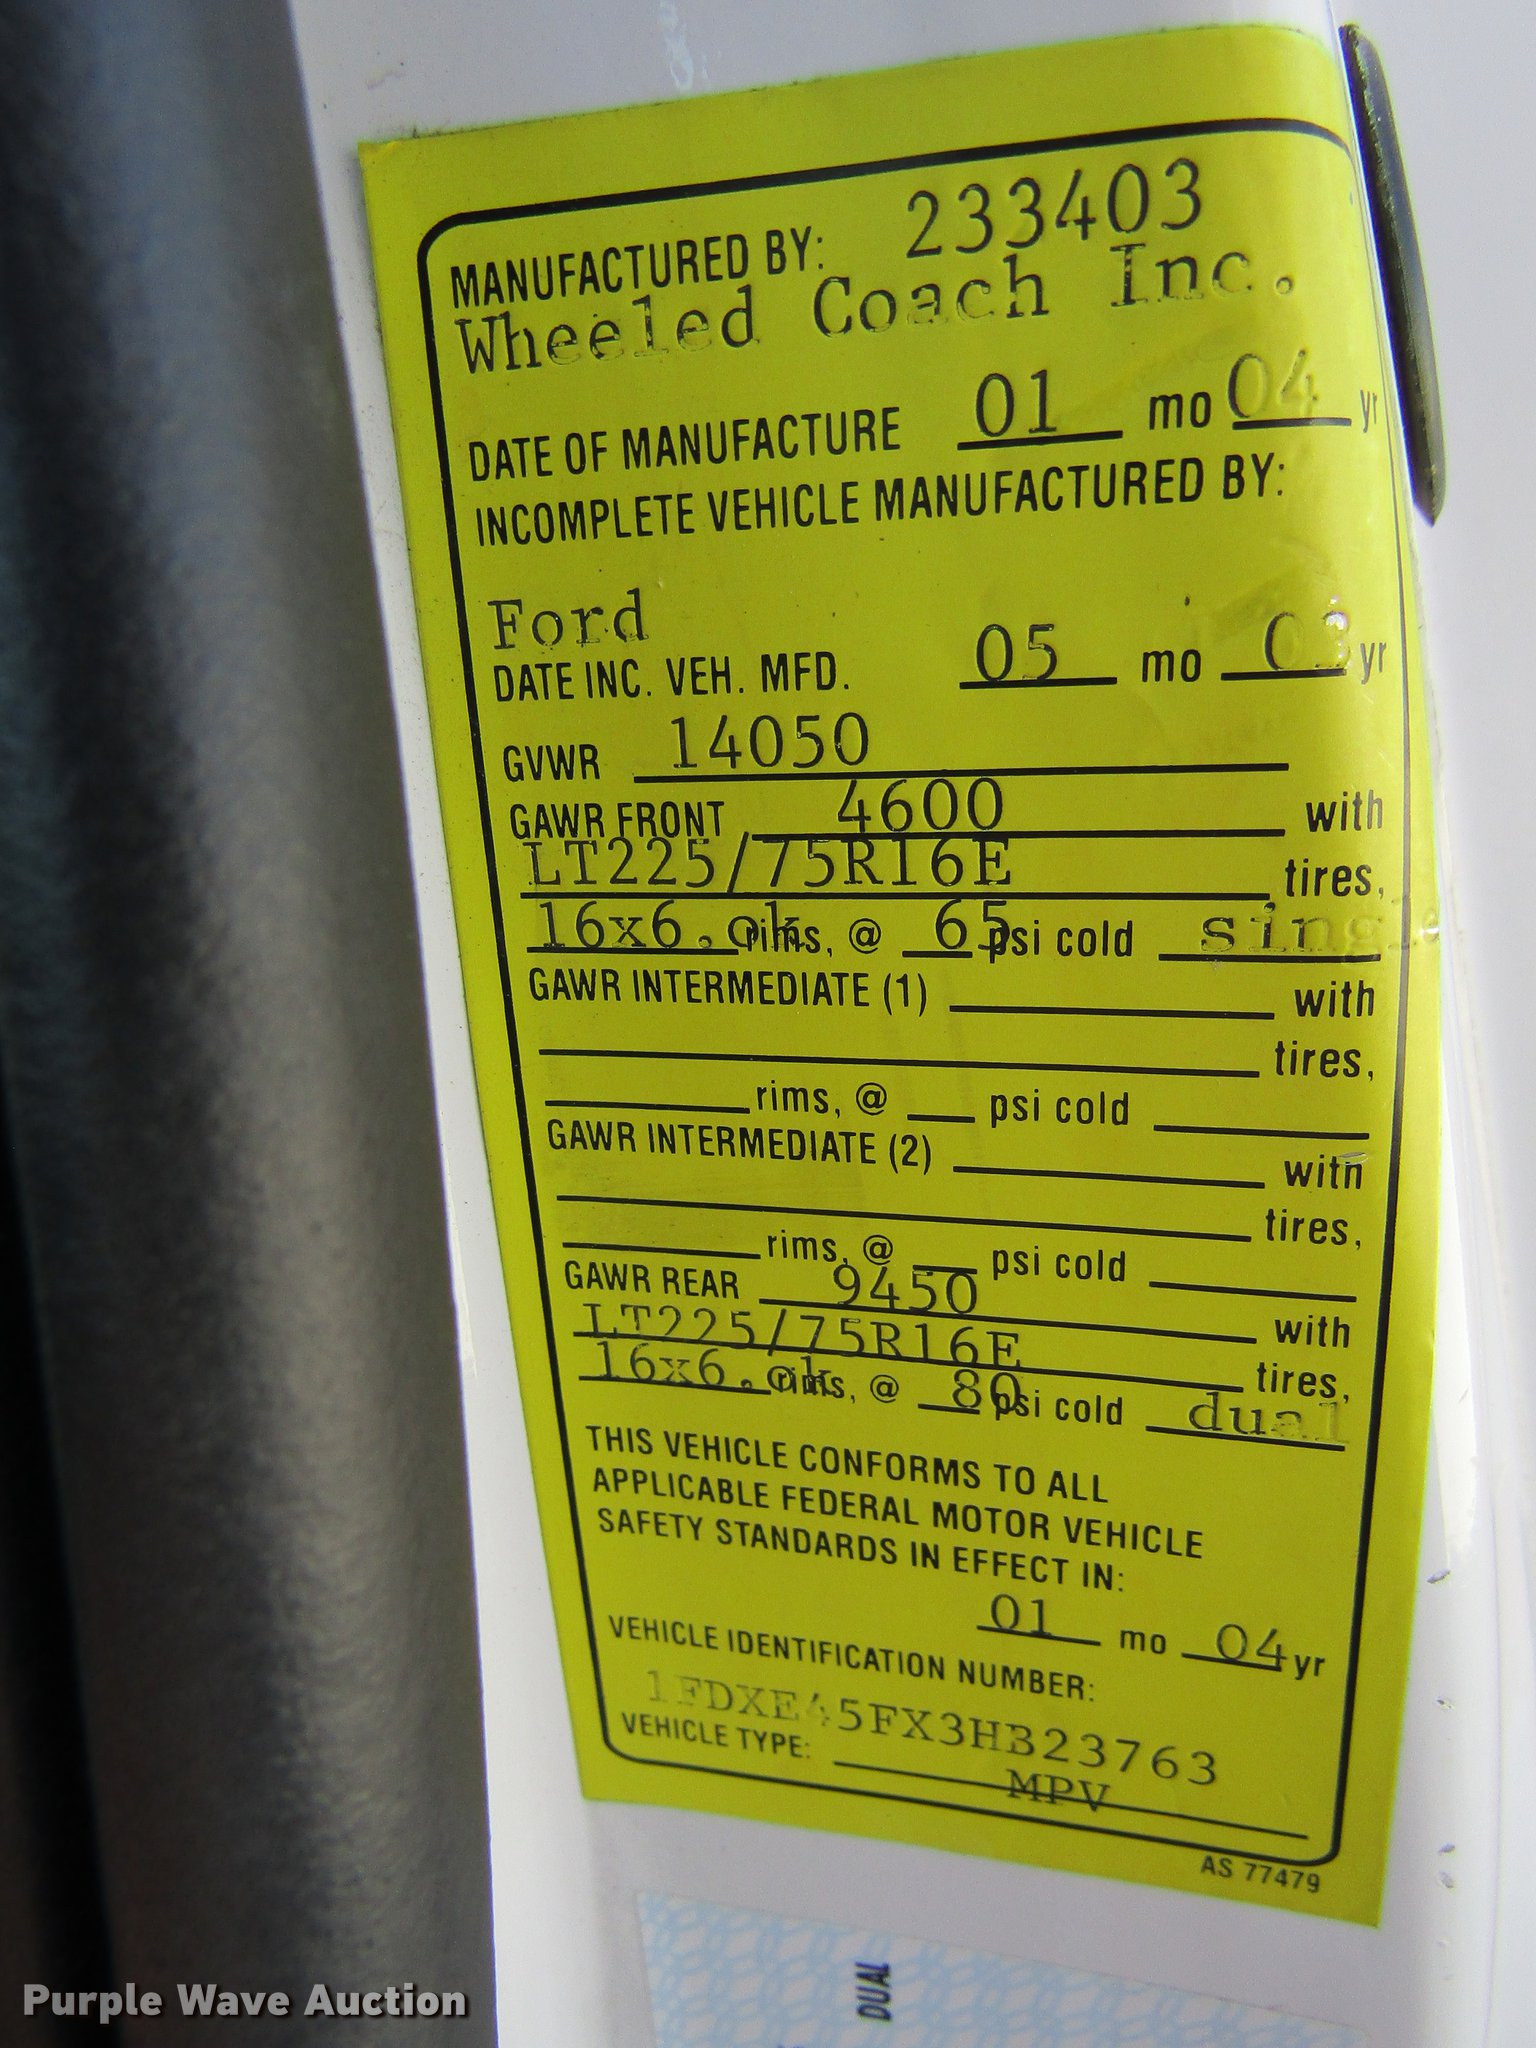 MANUFACTURED BY: 233403
Wheeled Coach Inc.
DATE OF MANUFACTURE 01 mo 04 yr
INCOMPLETE VEHICLE MANUFACTURED BY:
Ford
DATE INC. VEH. MFD. 05 mo 03 yr
GVWR 14050
GAWR FRONT 4600 with
LT225/75R16E tires,
16x6.0k rims, @ 65 psi cold single
GAWR INTERMEDIATE (1) with
tires,
rims, @ psi cold
GAWR INTERMEDIATE (2) with
tires,
rims, @ psi cold
GAWR REAR 9450 with
LT225/75R16E tires,
16x6.0k rims, @ 80 psi cold dual
THIS VEHICLE CONFORMS TO ALL
APPLICABLE FEDERAL MOTOR VEHICLE
SAFETY STANDARDS IN EFFECT IN:
01 mo 04 yr
VEHICLE IDENTIFICATION NUMBER:
1FDXE45FX3HB23763
VEHICLE TYPE:
MPV
AS 77479
DUAL
Purple Wave Auction